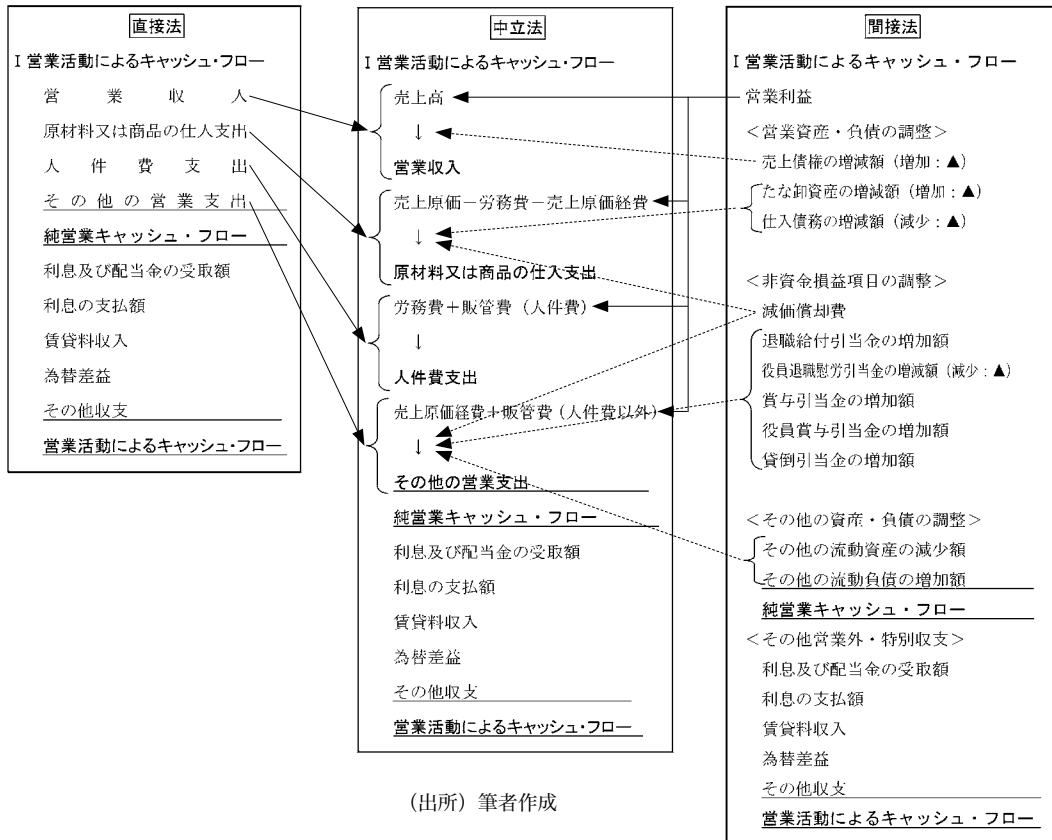 直接法
Ⅰ営業活動によるキャッシュ・フロー
営業収入
原材料又は商品の仕入支出
人件費支出
その他の営業支出
純営業キャッシュ・フロー
利息及び配当金の受取額
利息の支払額
賃貸料収入
為替差益
その他収支
営業活動によるキャッシュ・フロー
中立法
Ⅰ営業活動によるキャッシュ・フロー
売上高
↓
営業収入
売上原価－労務費－売上原価経費
↓
原材料又は商品の仕入支出
労務費＋販管費（人件費）
↓
人件費支出
売上原価経費＋販管費（人件費以外）
↓
その他の営業支出
純営業キャッシュ・フロー
利息及び配当金の受取額
利息の支払額
賃貸料収入
為替差益
その他収支
営業活動によるキャッシュ・フロー
間接法
Ⅰ営業活動によるキャッシュ・フロー
営業利益
＜営業資産・負債の調整＞
売上債権の増減額（増加：▲）
たな卸資産の増減額（増加：▲）
仕入債務の増減額（減少：▲）
＜非資金損益項目の調整＞
減価償却費
退職給付引当金の増加額
役員退職慰労引当金の増減額（減少：▲）
賞与引当金の増加額
役員賞与引当金の増加額
貸倒引当金の増加額
＜その他の資産・負債の調整＞
その他の流動資産の減少額
その他の流動負債の増加額
純営業キャッシュ・フロー
＜その他営業外・特別収支＞
利息及び配当金の受取額
利息の支払額
賃貸料収入
為替差益
その他収支
営業活動によるキャッシュ・フロー
（出所）筆者作成